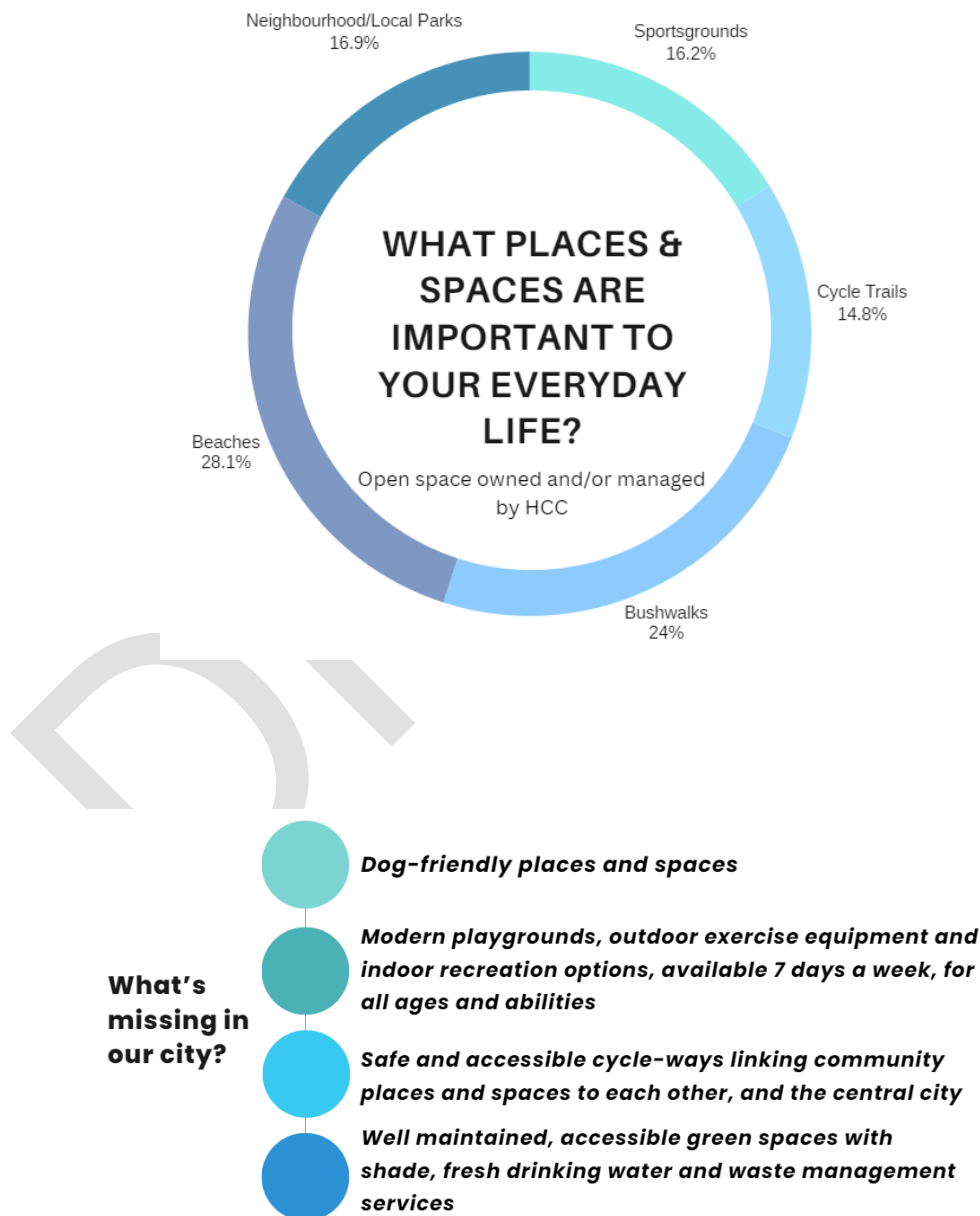 Neighbourhood/Local Parks
16.9%
Sportsgrounds
16.2%
WHAT PLACES &
SPACES ARE
IMPORTANT TO
YOUR EVERYDAY
LIFE?
Open space owned and/or managed
by HCC
Cycle Trails
14.8%
Beaches
28.1%
Bushwalks
24%
What's
missing in
our city?
Dog-friendly places and spaces
Modern playgrounds, outdoor exercise equipment and
indoor recreation options, available 7 days a week, for
all ages and abilities
Safe and accessible cycle-ways linking community
places and spaces to each other, and the central city
Well maintained, accessible green spaces with
shade, fresh drinking water and waste management
services